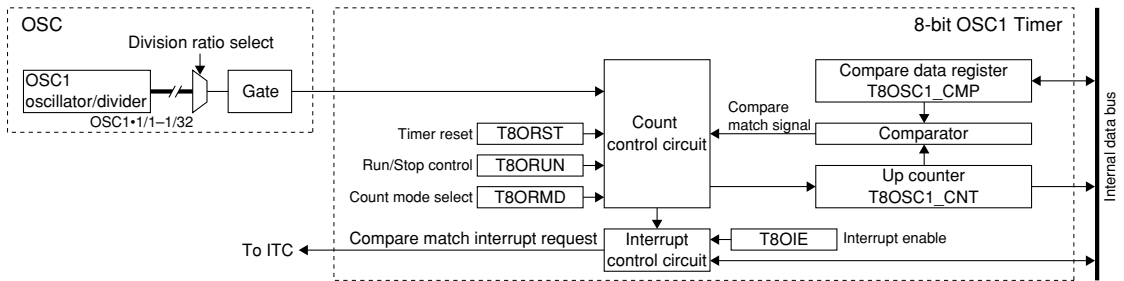 OSC
8-bit OSC1 Timer
Division ratio select
OSC1
oscillator/divider
Gate
OSC1•1/1–1/32
Count
control circuit
Compare data register
T8OSC1_CMP
Compare
match signal
Comparator
Up counter
T8OSC1_CNT
Timer reset
T8ORST
Run/Stop control
T8ORUN
Count mode select
T8ORMD
Internal data bus
To ITC
Compare match interrupt request
Interrupt
control circuit
T8OIE
Interrupt enable